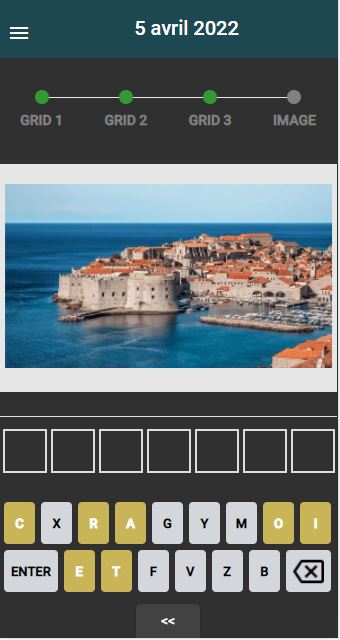 5 avril 2022
GRID 1 GRID 2 GRID 3 IMAGE
C X R A G Y M O I
ENTER E T F V Z B
<<